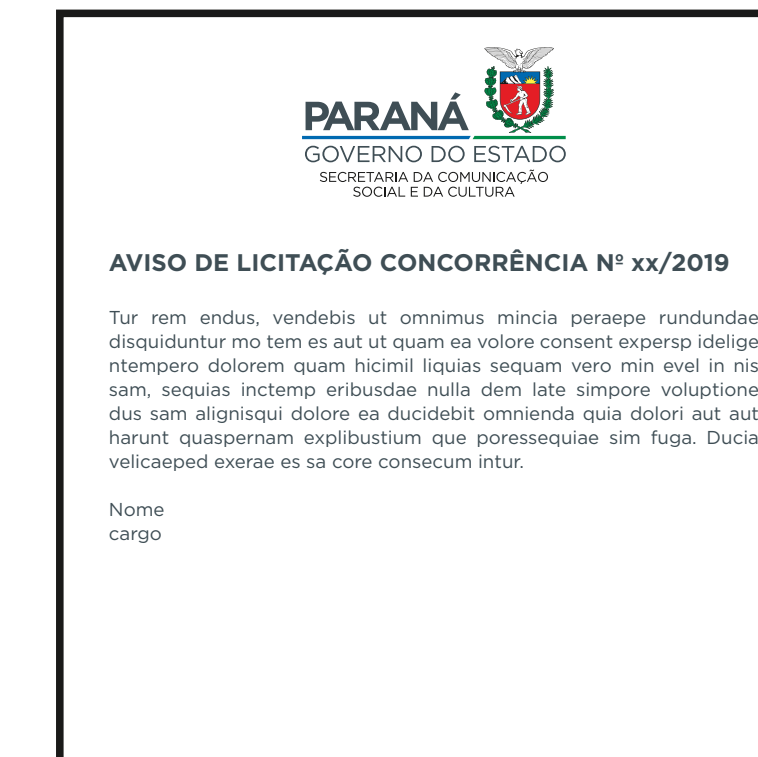 PARANÁ
GOVERNO DO ESTADO
SECRETARIA DA COMUNICAÇÃO
SOCIAL E DA CULTURA
AVISO DE LICITAÇÃO CONCORRÊNCIA Nº xx/2019
Tur rem endus, vendebis ut omnimus mincia peraepe rundundae
disquiduntur mo tem es aut ut quam ea volore consent expersp idelige
ntempero dolorem quam hicimil liquias sequam vero min evel in nis
sam, sequias inctemp eribusdae nulla dem late simpore voluptione
dus sam alignisqui dolore ea ducidebit omnienda quia dolori aut aut
harunt quaspernam explibustium que poressequiae sim fuga. Ducia
velicaeped exerae es sa core consecum intur.
Nome
cargo